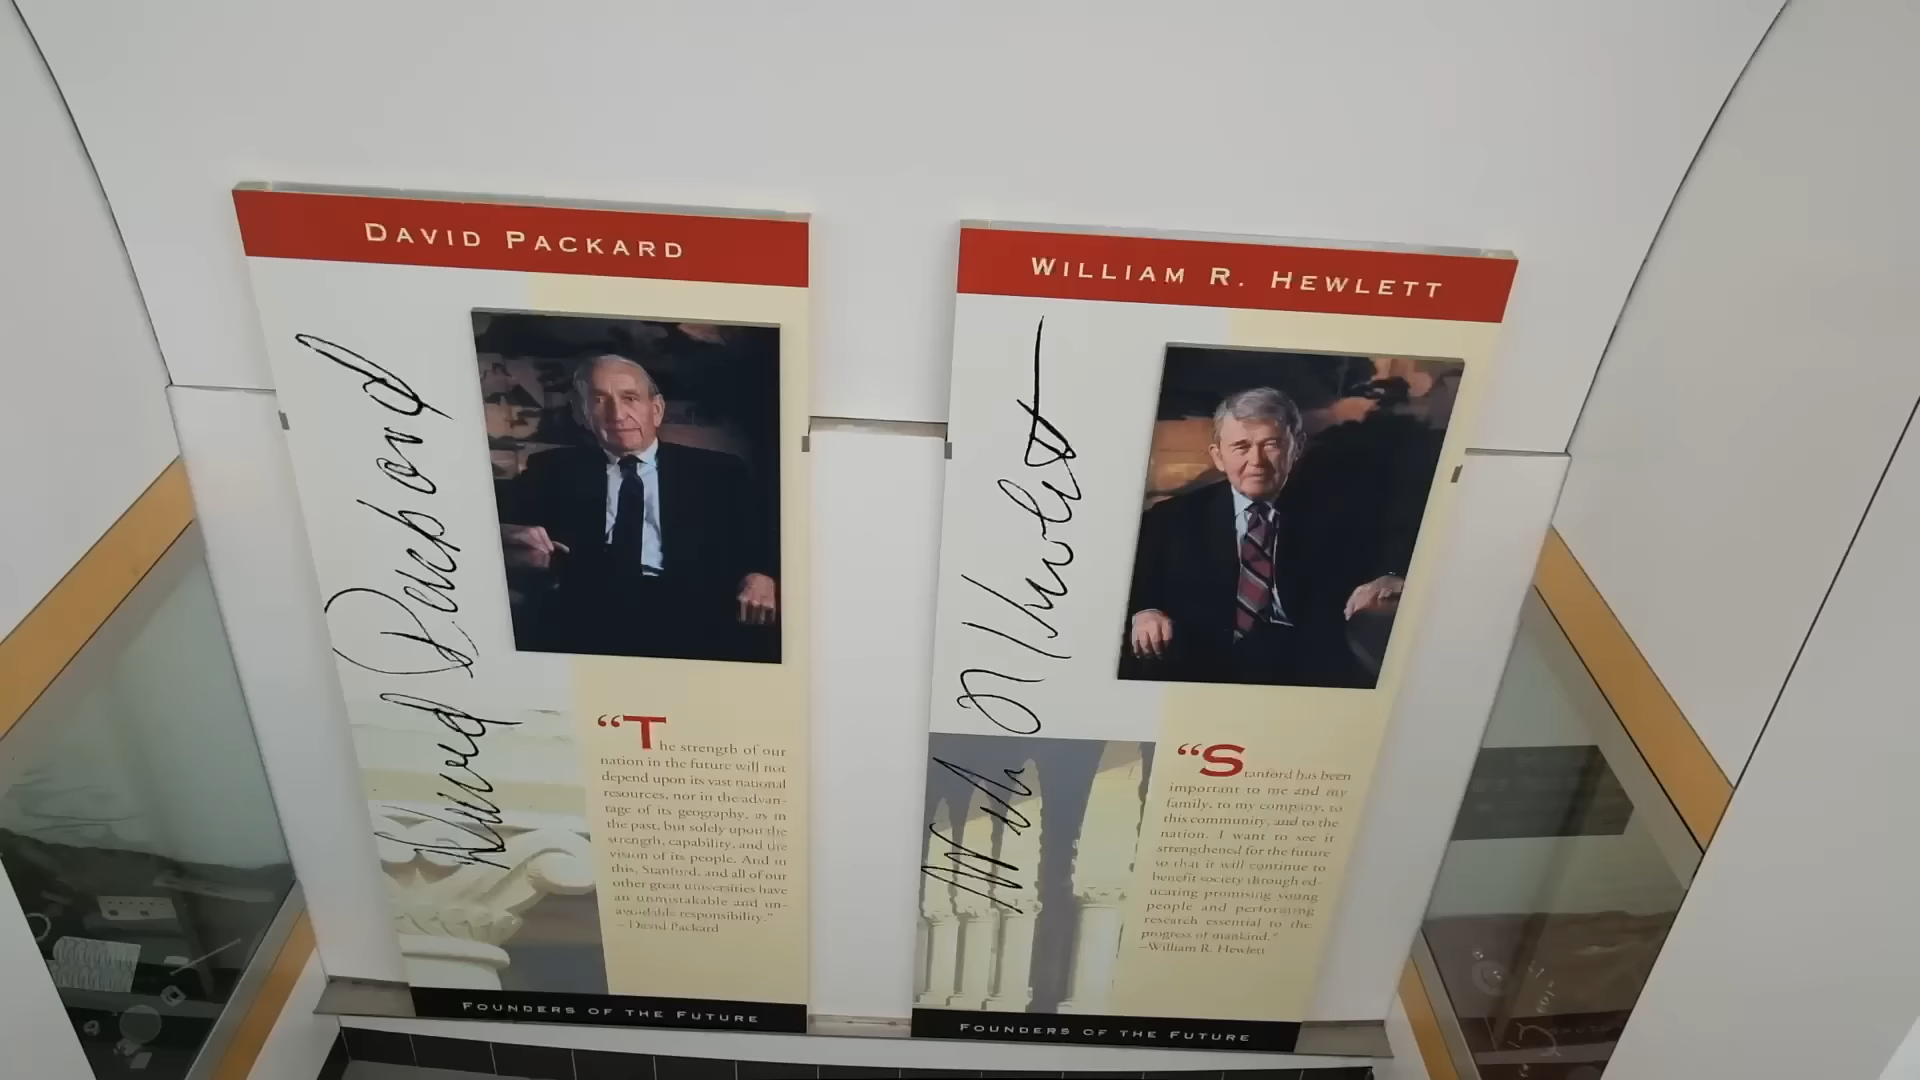 DAVID PACKARD
David Packard
“The strength of our
nation in the future will not
depend upon its vast national
resources, nor in the advan-
tage of its geography, as in
the past, but solely upon the
strength, capability, and the
vision of its people. And in
this, Stanford, and all of our
other great universities have
an unmistakable and un-
avoidable responsibility.”
– David Packard
FOUNDERS OF THE FUTURE
WILLIAM R. HEWLETT
Wm R Hewlett
“Stanford has been
important to me and my
family, to my company, to
this community, and to the
nation. I want to see it
strengthened for the future
so that it will continue to
benefit society through ed-
ucating promising young
people and performing
research essential to the
progress of mankind.”
–William R. Hewlett
FOUNDERS OF THE FUTURE